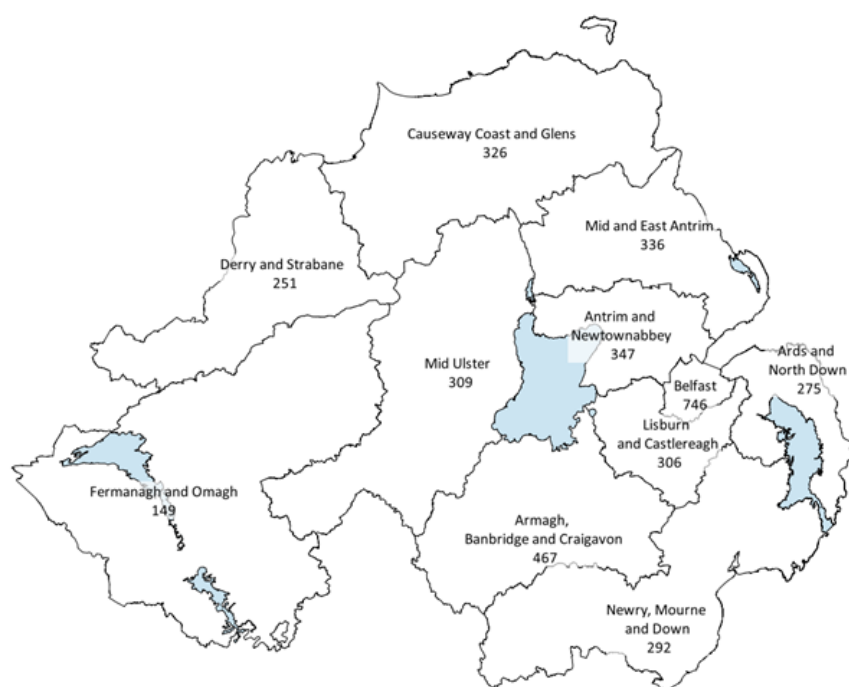 Causeway Coast and Glens
326
Mid and East Antrim
336
Derry and Strabane
251
Antrim and
Newtownabbey
347
Mid Ulster
309
Belfast
746
Ards and
North Down
275
Lisburn
and Castlereagh
306
Fermanagh and Omagh
149
Armagh,
Banbridge and Craigavon
467
Newry, Mourne
and Down
292